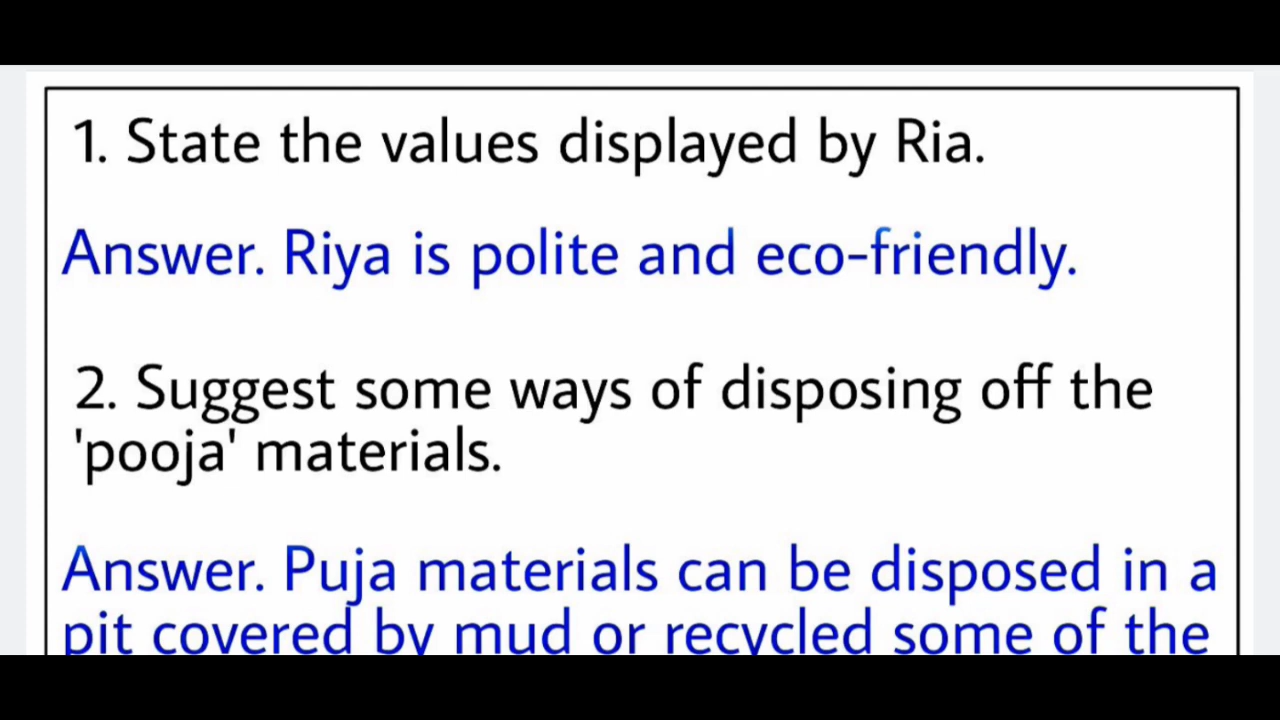 1. State the values displayed by Ria.
Answer. Riya is polite and eco-friendly.
2. Suggest some ways of disposing off the
'pooja' materials.
Answer. Puja materials can be disposed in a
pit covered by mud or recycled some of the